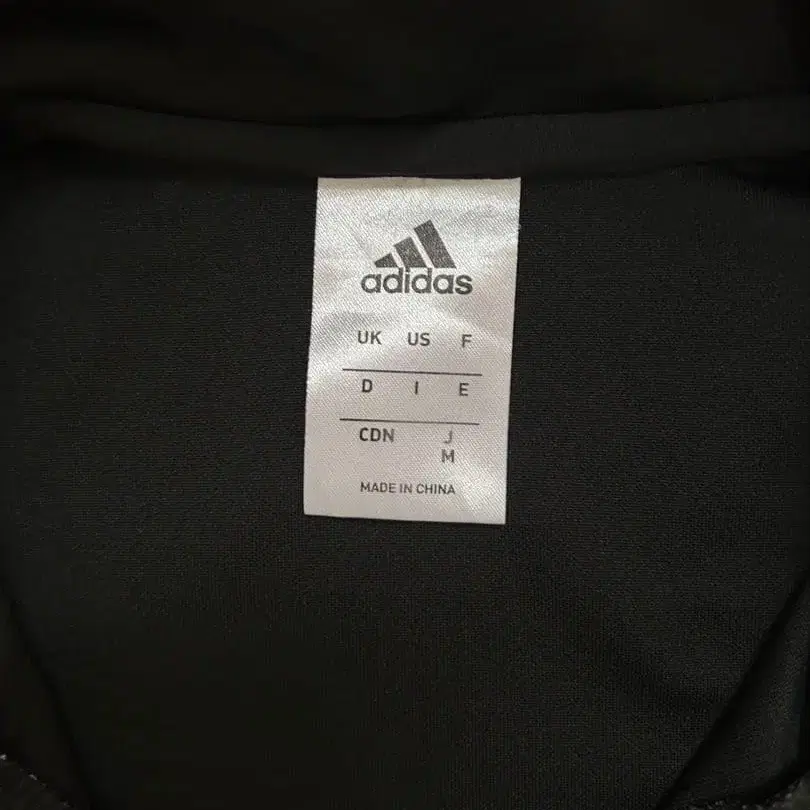 adidas
UK US F
D I E
CDN J
M
MADE IN CHINA